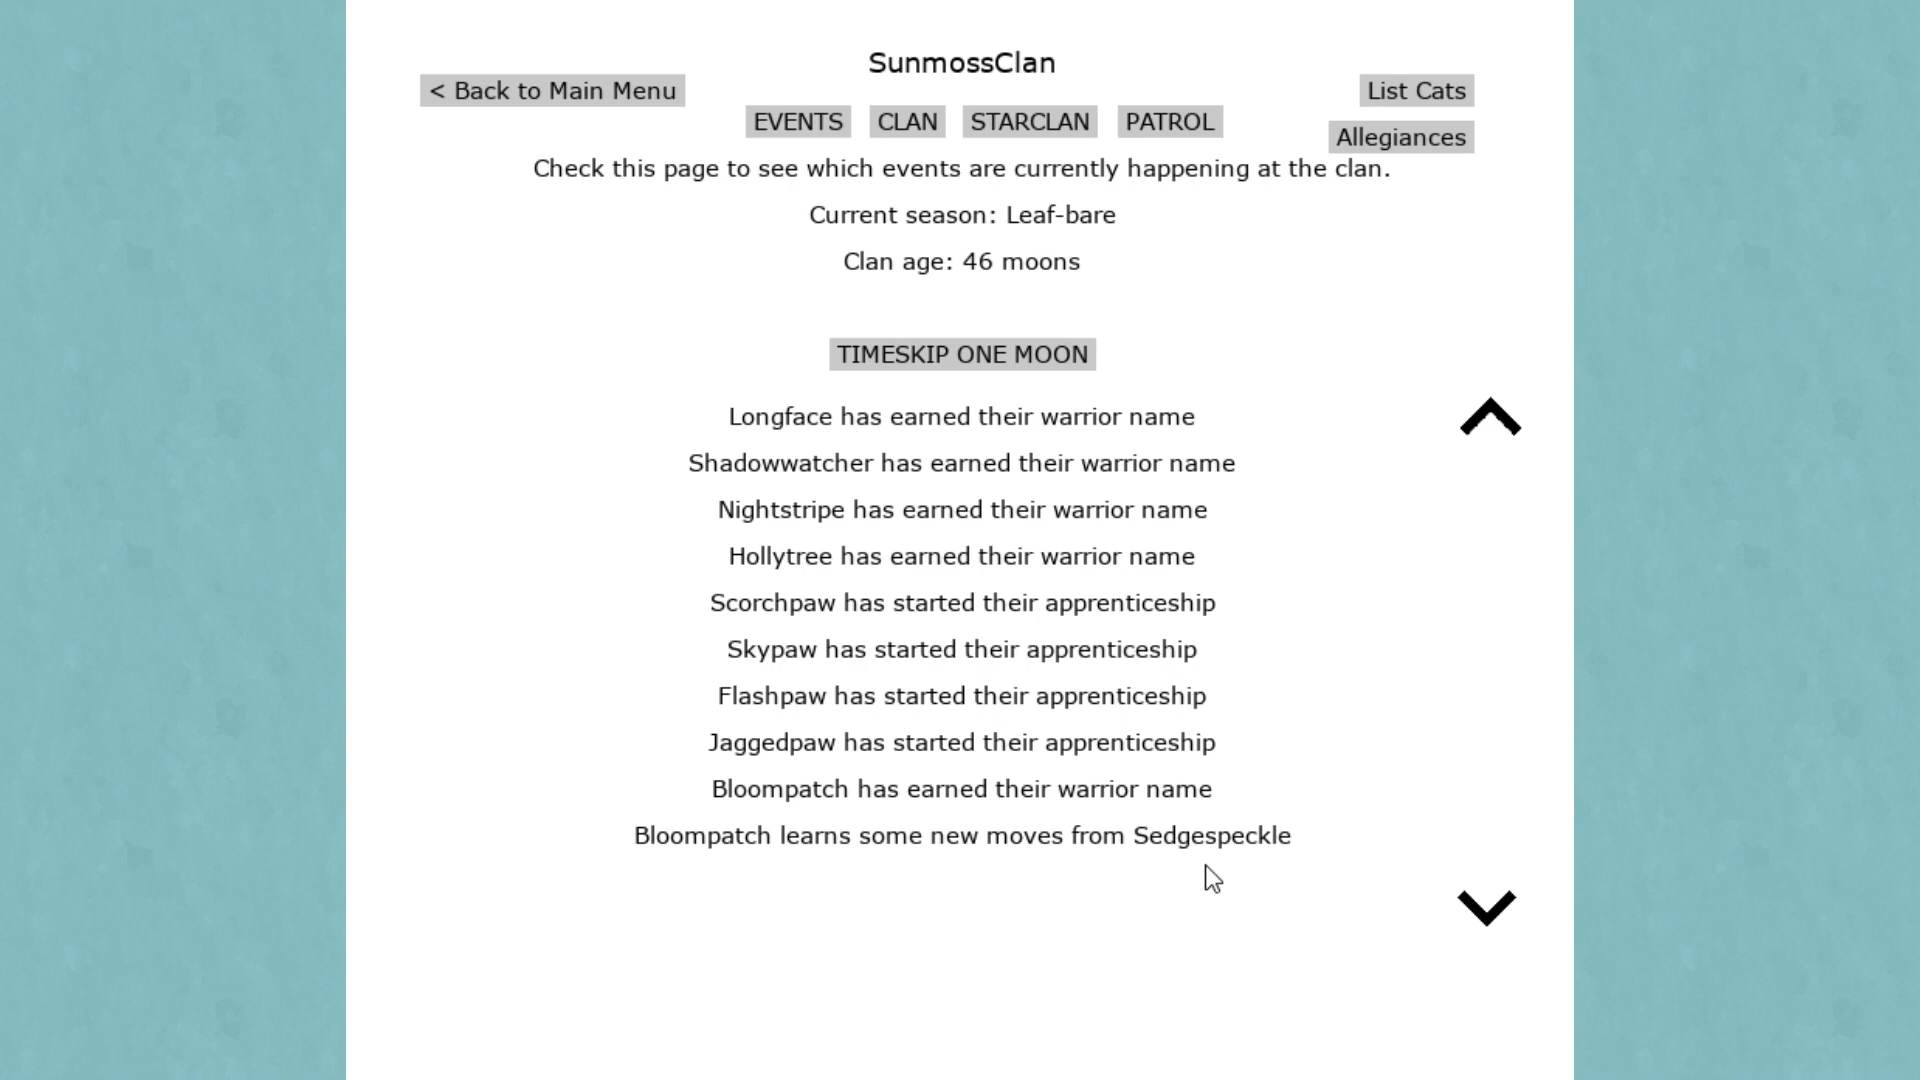 SunmossClan
< Back to Main Menu
List Cats
EVENTS CLAN STARCLAN PATROL
Allegiances
Check this page to see which events are currently happening at the clan.
Current season: Leaf-bare
Clan age: 46 moons
TIMESKIP ONE MOON
Longface has earned their warrior name
Shadowwatcher has earned their warrior name
Nightstripe has earned their warrior name
Hollytree has earned their warrior name
Scorchpaw has started their apprenticeship
Skypaw has started their apprenticeship
Flashpaw has started their apprenticeship
Jaggedpaw has started their apprenticeship
Bloompatch has earned their warrior name
Bloompatch learns some new moves from Sedgespeckle